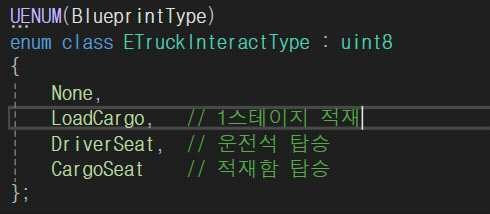 UENUM(BlueprintType)
enum class ETruckInteractType : uint8
{
    None,
    LoadCargo,   // 1스테이지 적재
    DriverSeat,  // 운전석 탑승
    CargoSeat    // 적재함 탑승
};